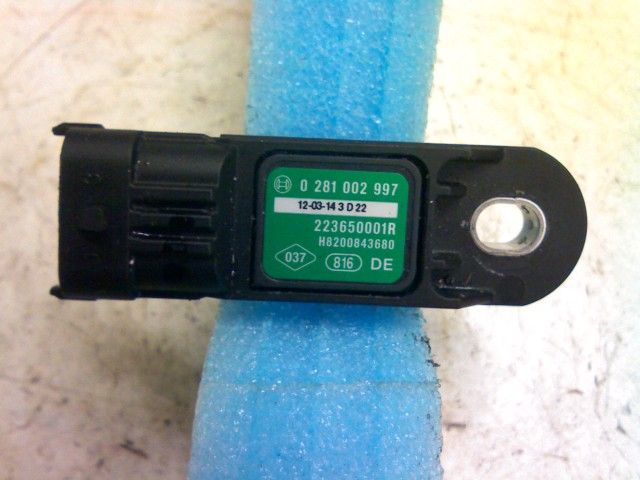 0 281 002 997
12-03-14 3 D 22
223650001R
H8200843680
037 816 DE